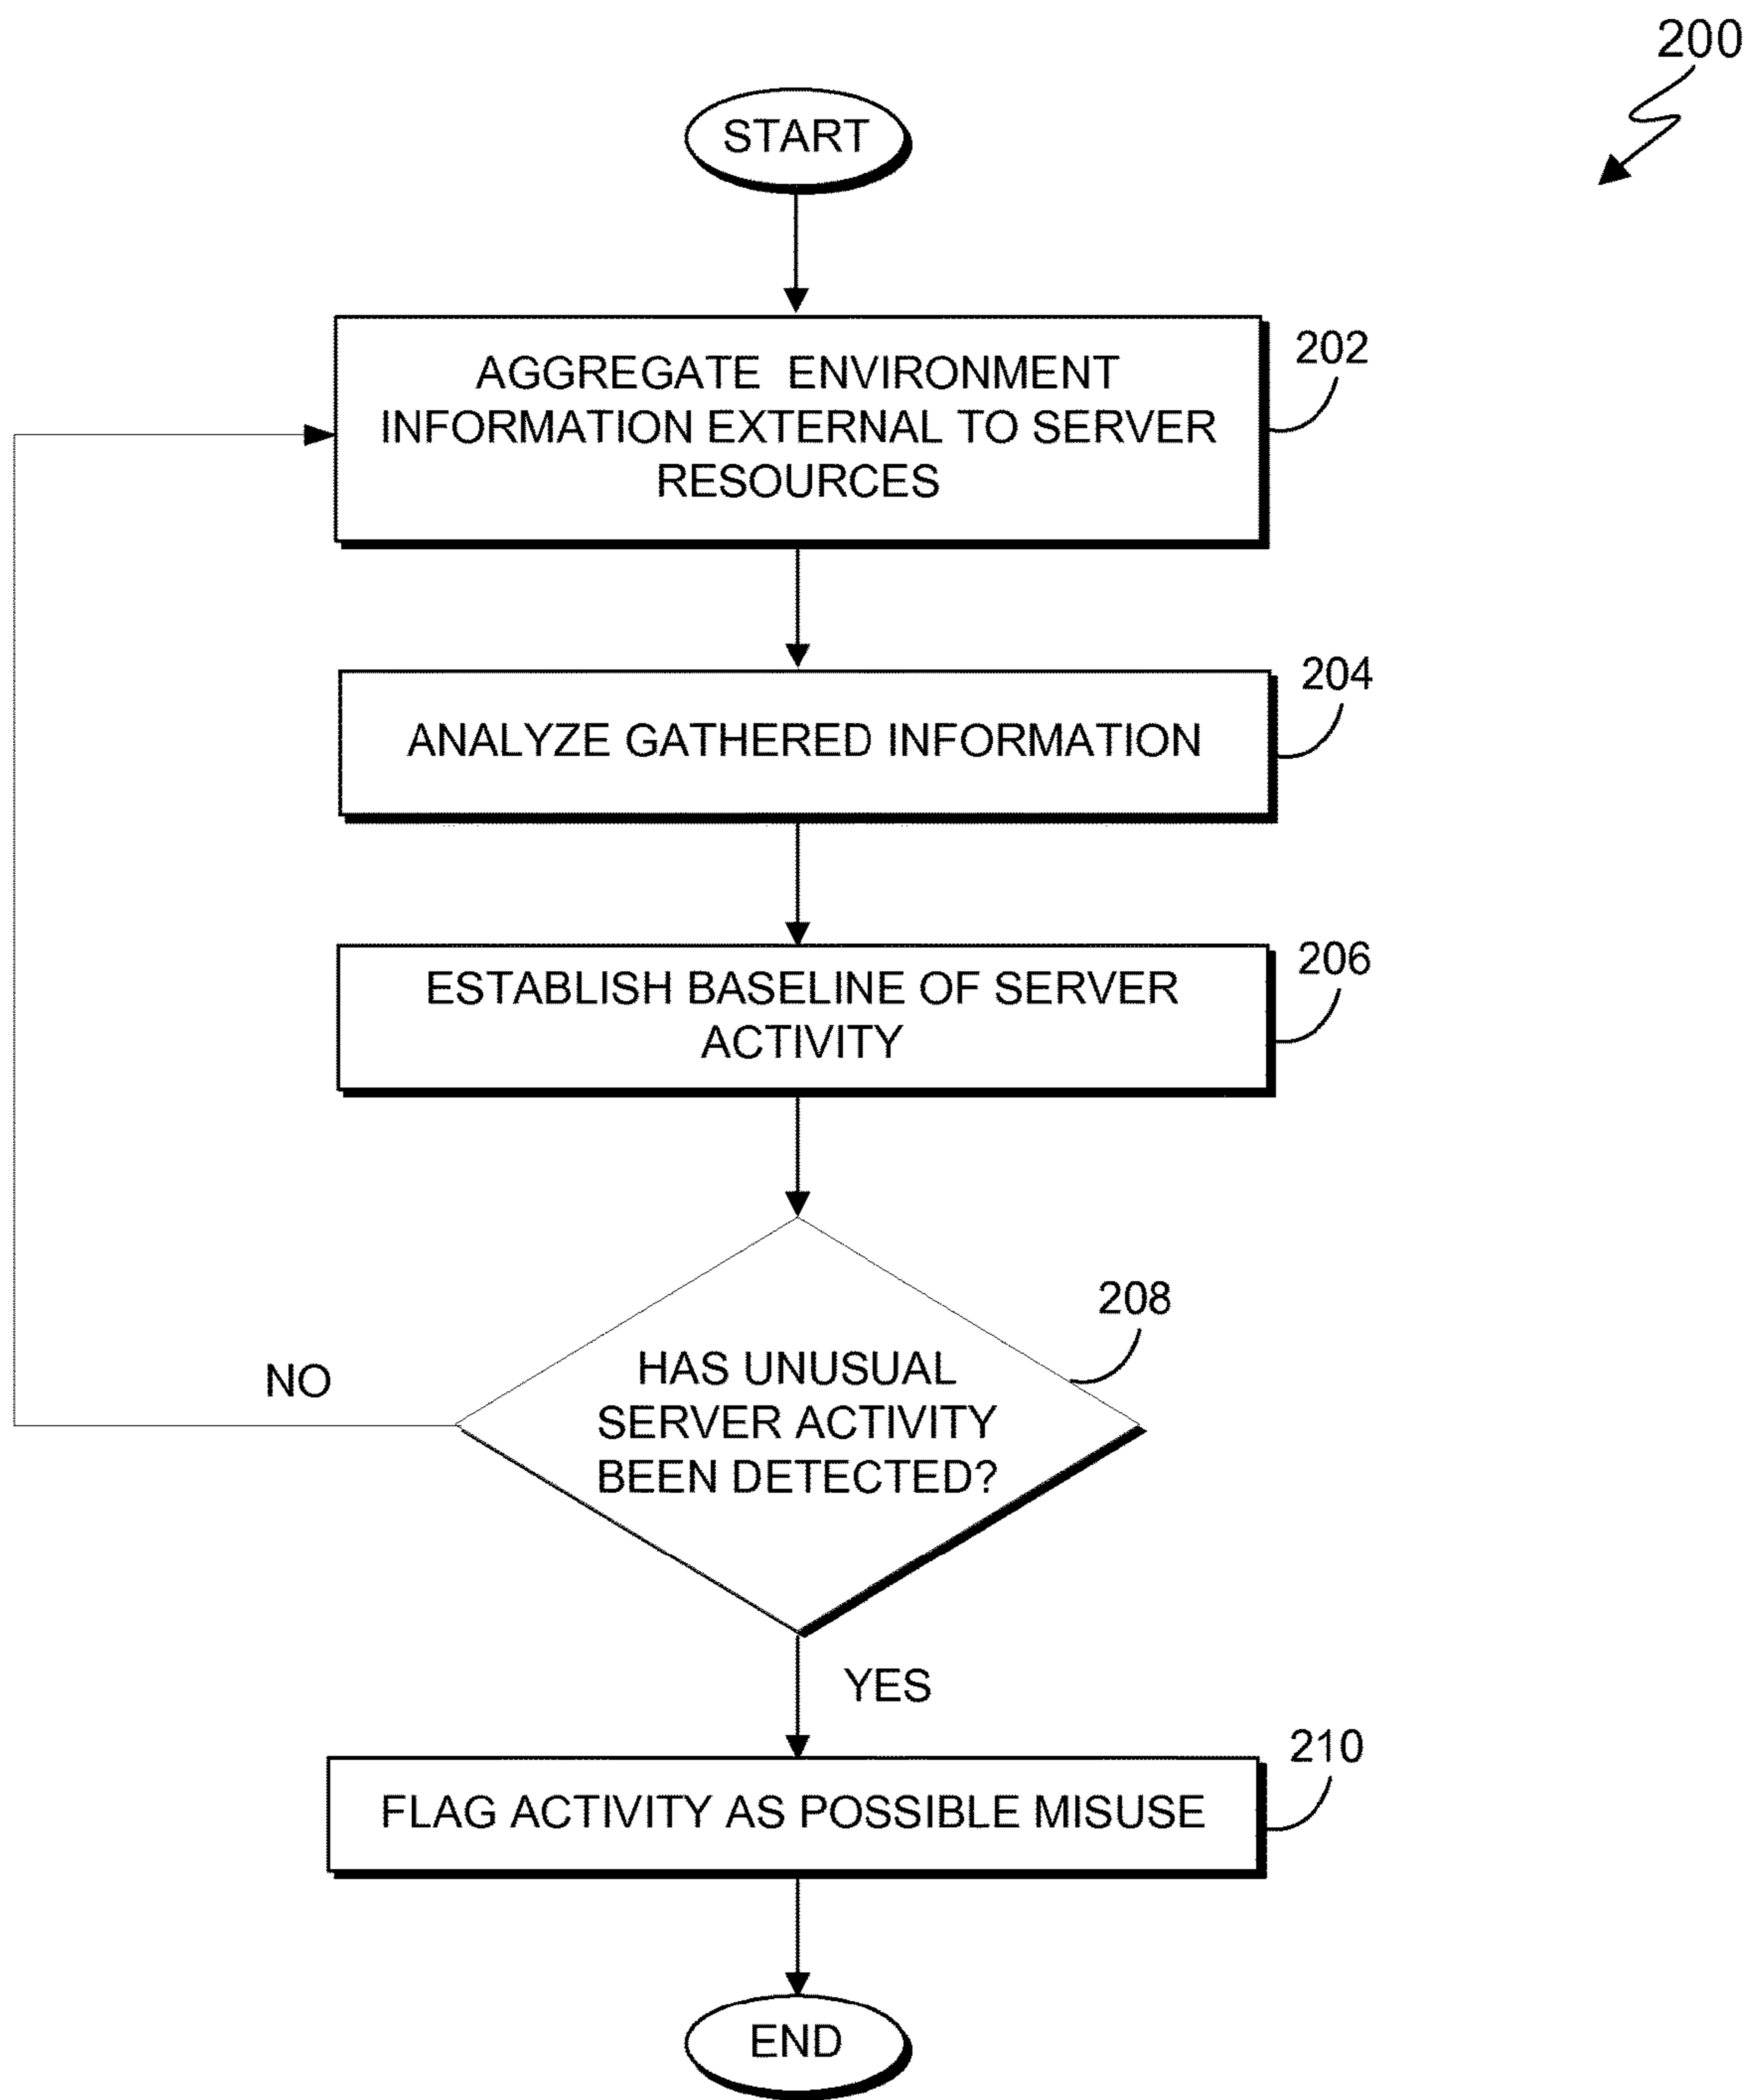 200
START
AGGREGATE ENVIRONMENT
INFORMATION EXTERNAL TO SERVER
RESOURCES
202
ANALYZE GATHERED INFORMATION
204
ESTABLISH BASELINE OF SERVER
ACTIVITY
206
HAS UNUSUAL
SERVER ACTIVITY
BEEN DETECTED?
208
NO
YES
FLAG ACTIVITY AS POSSIBLE MISUSE
210
END